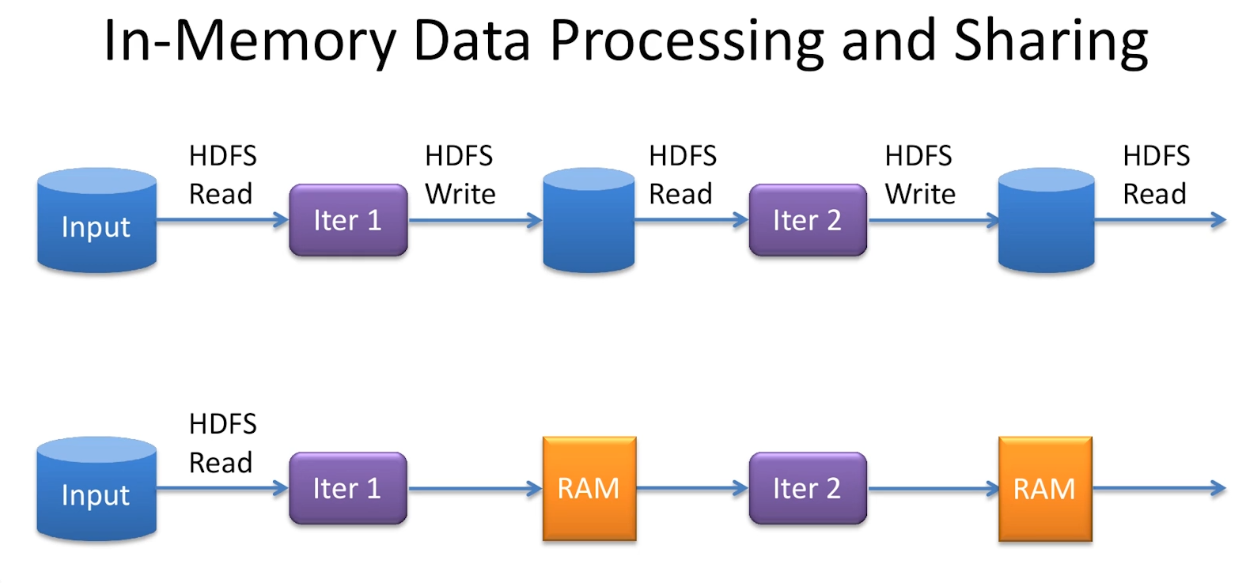 In-Memory Data Processing and Sharing
HDFS
Read
HDFS
Write
HDFS
Read
HDFS
Write
HDFS
Read
Input
Iter 1
Iter 2
HDFS
Read
Input
Iter 1
RAM
Iter 2
RAM